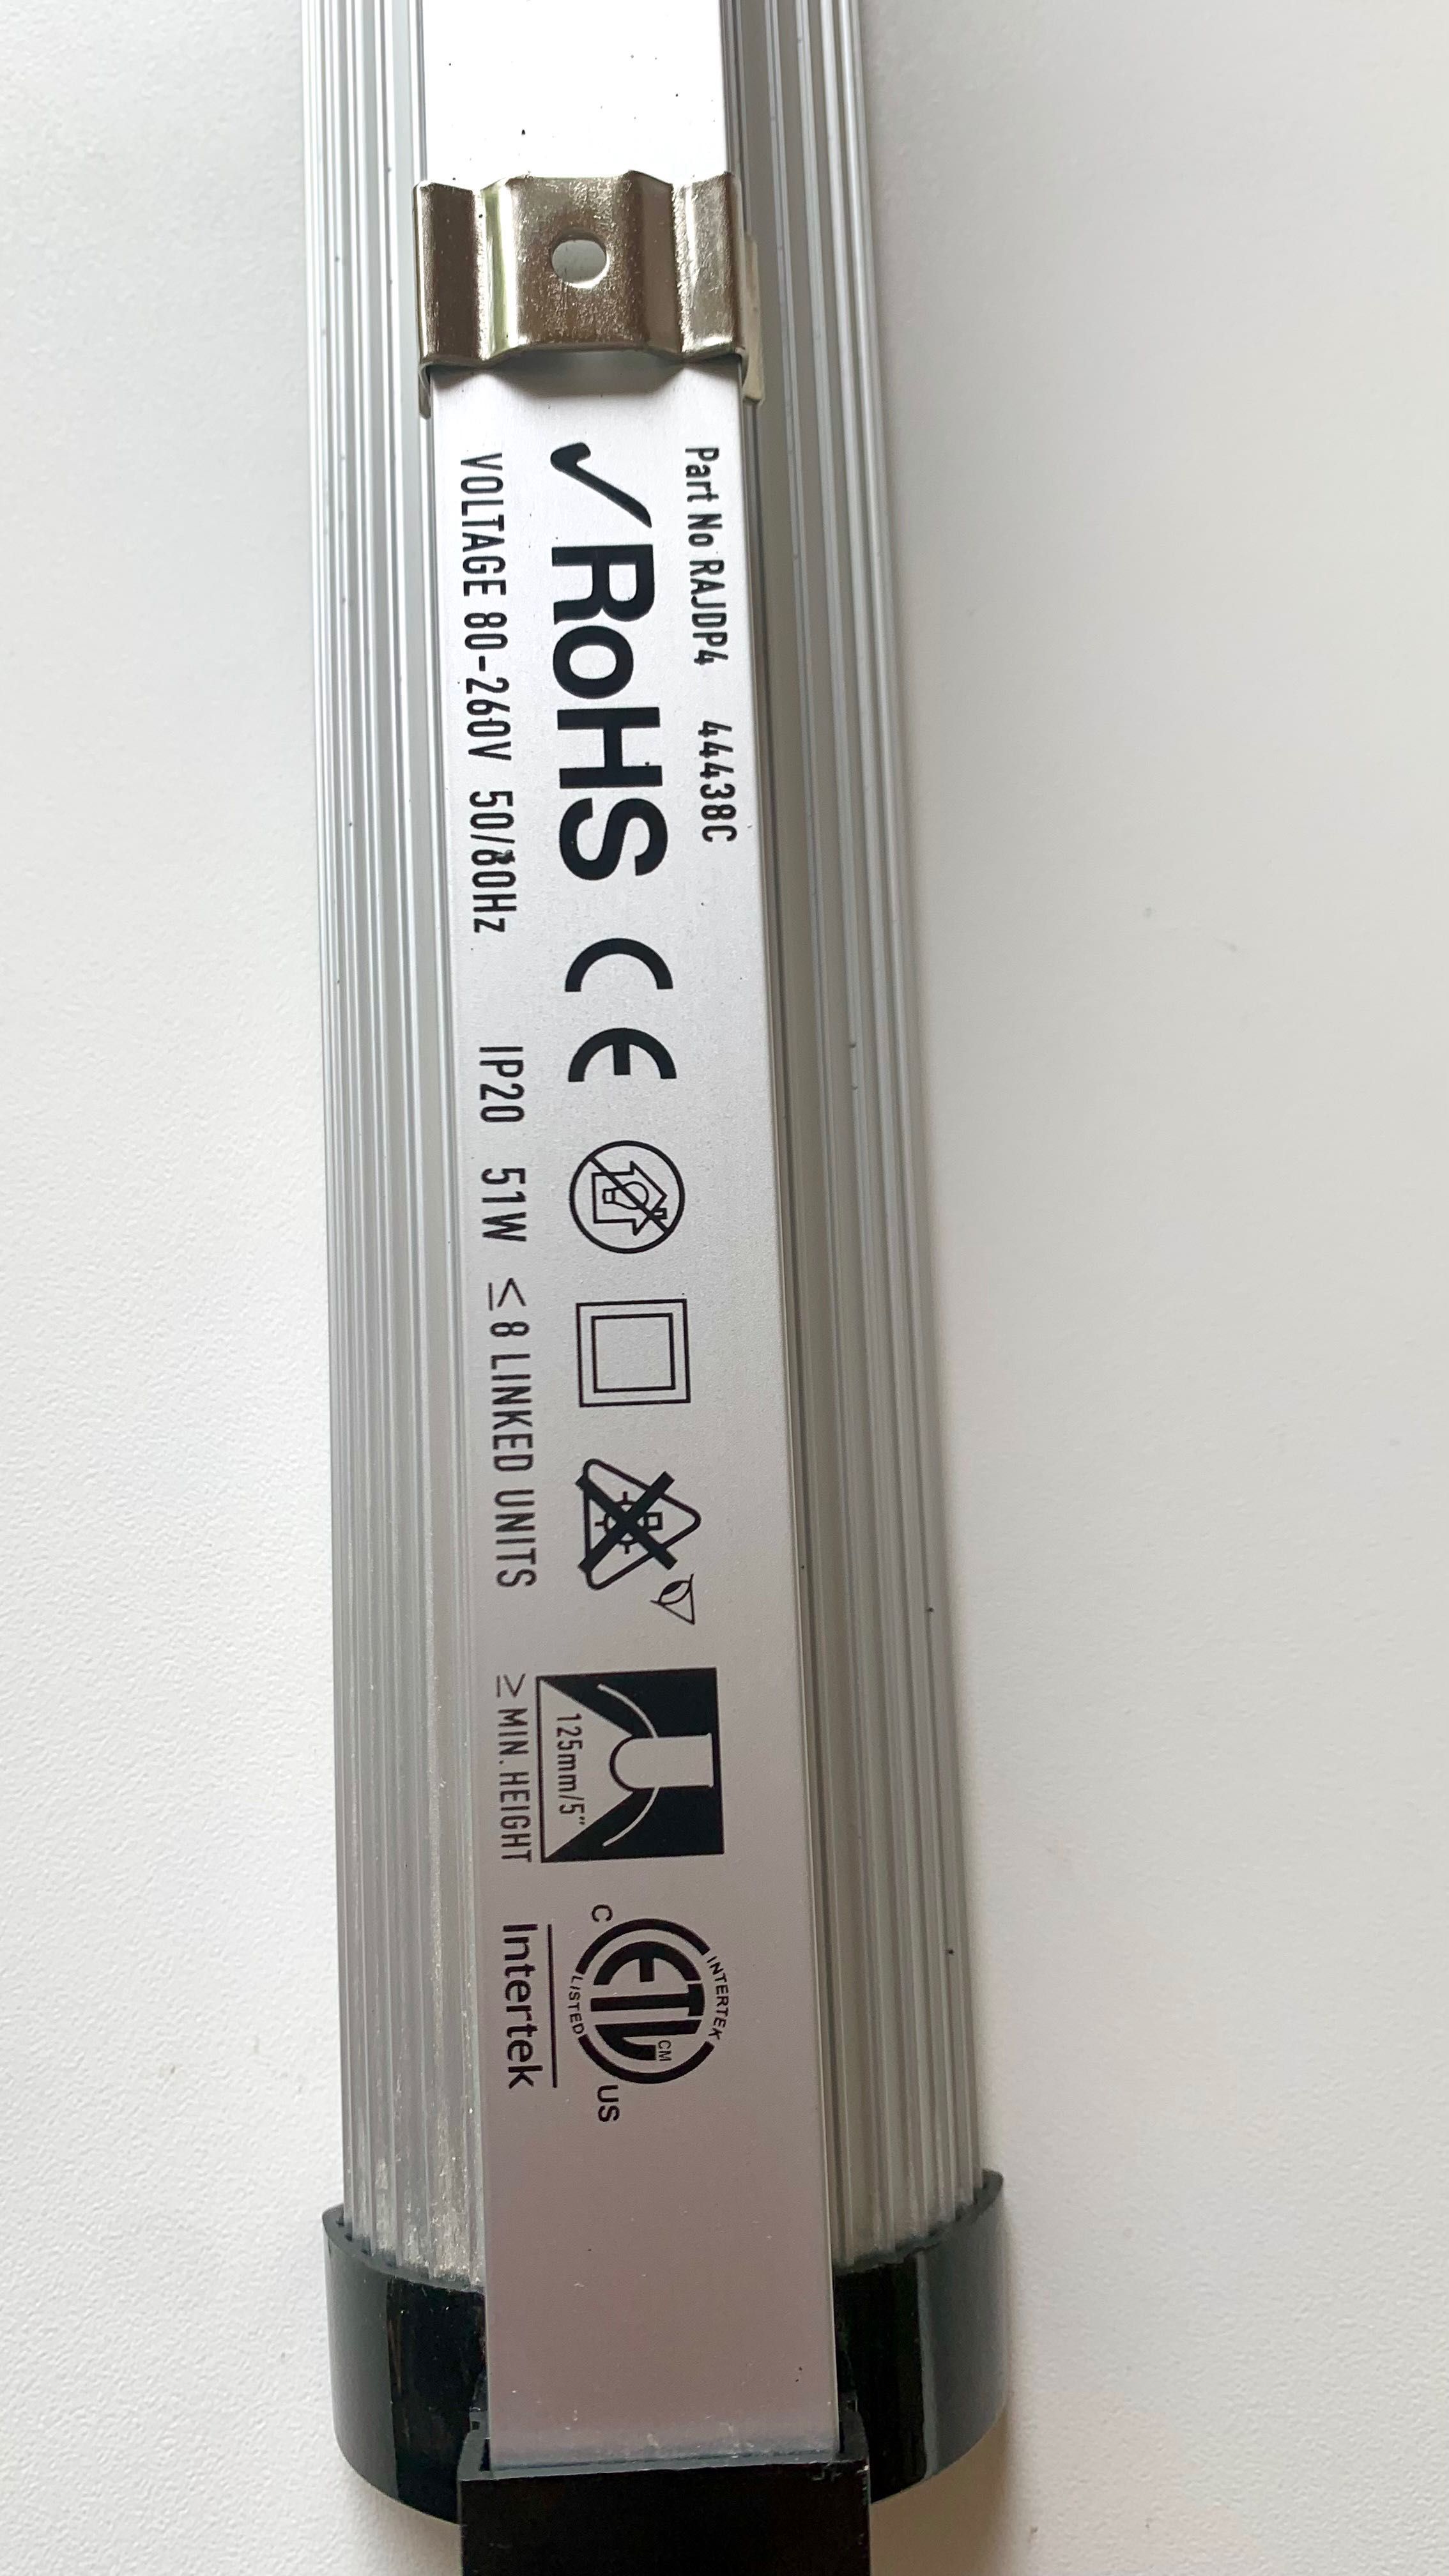 Part No RAJDP4 44438C
✓RoHS CE
VOLTAGE 80-260V 50/60Hz IP20 51W ≤8 LINKED UNITS
125mm/5"
≥MIN. HEIGHT
INTERTEK
C ETL CM US
LISTED
Intertek